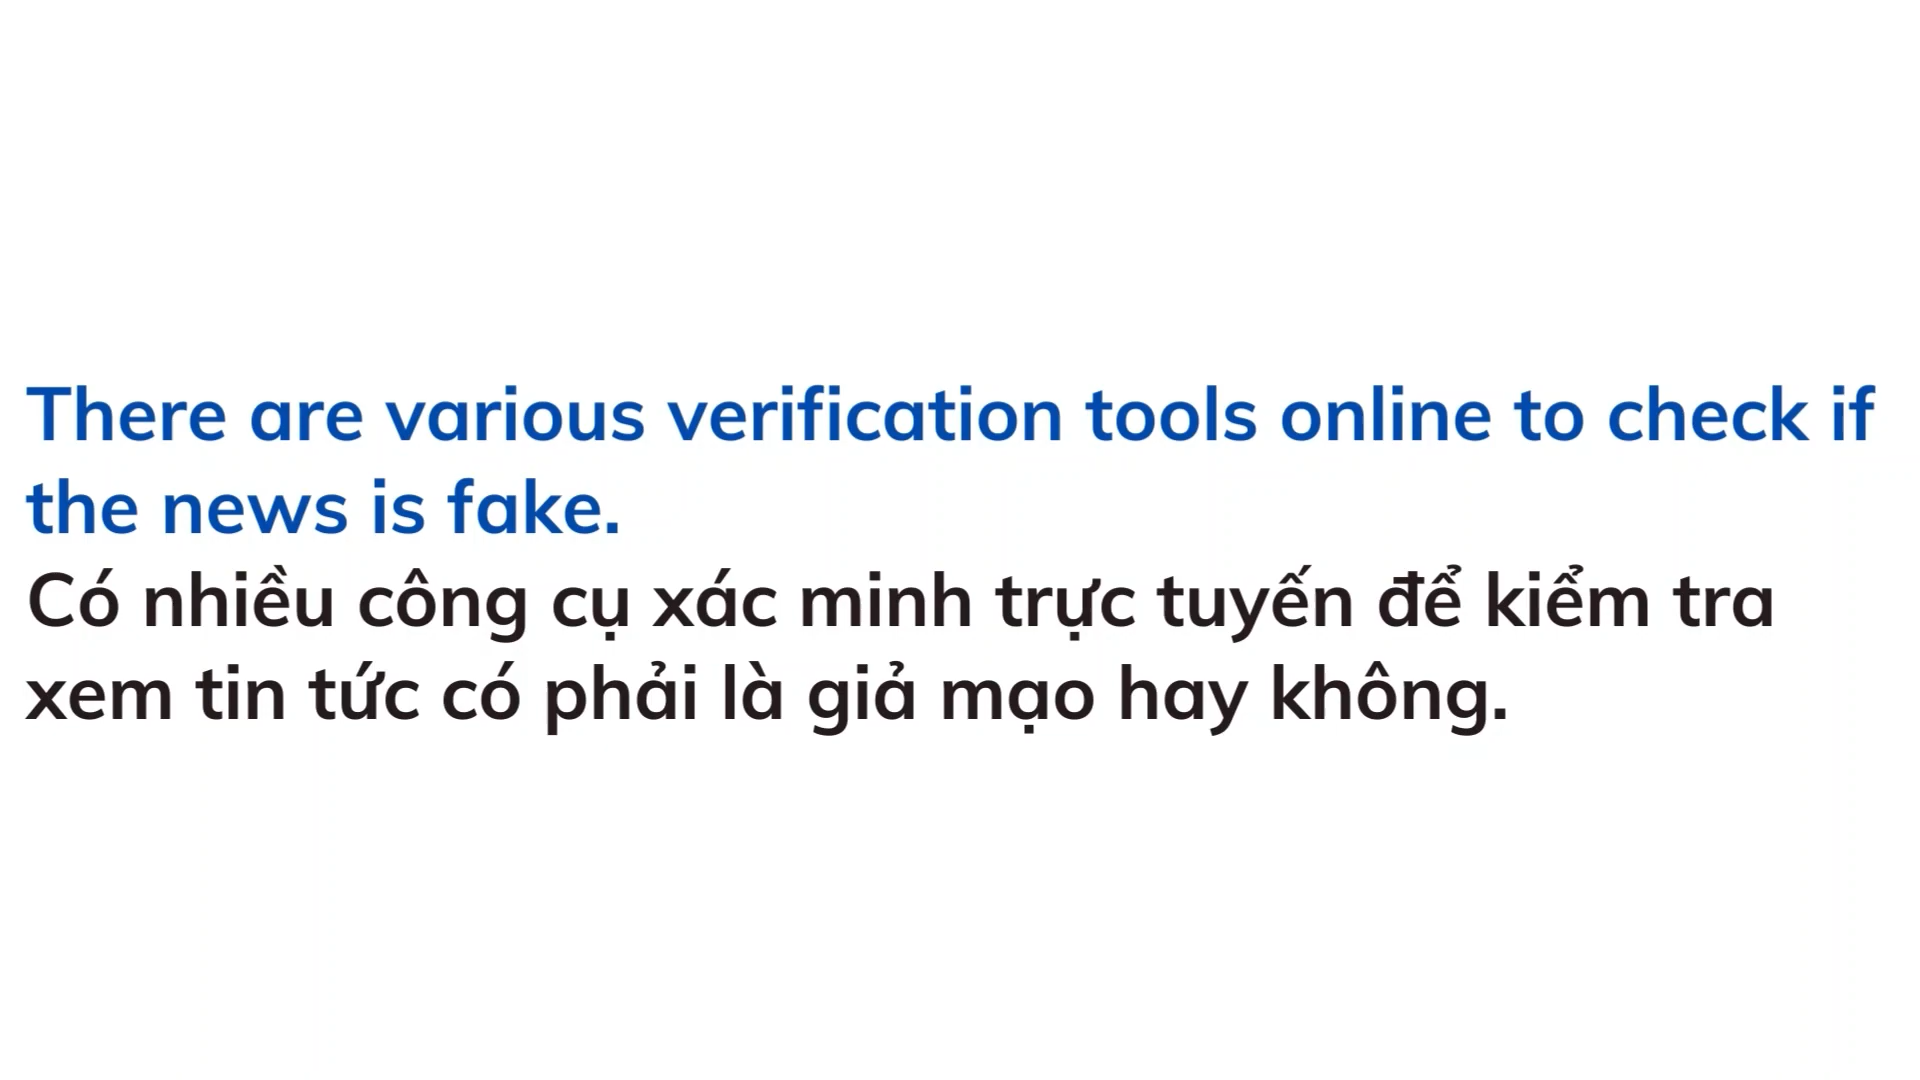 There are various verification tools online to check if
the news is fake.
Có nhiều công cụ xác minh trực tuyến để kiểm tra
xem tin tức có phải là giả mạo hay không.